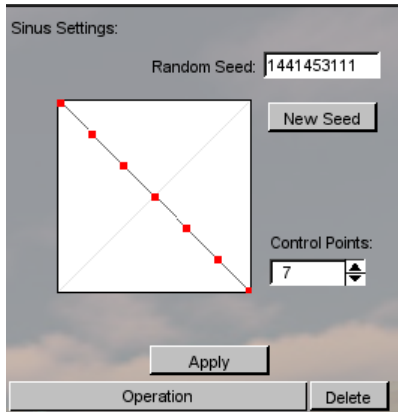 Sinus Settings:
Random Seed: 1441453111
New Seed
Control Points:
7
Apply
Operation Delete